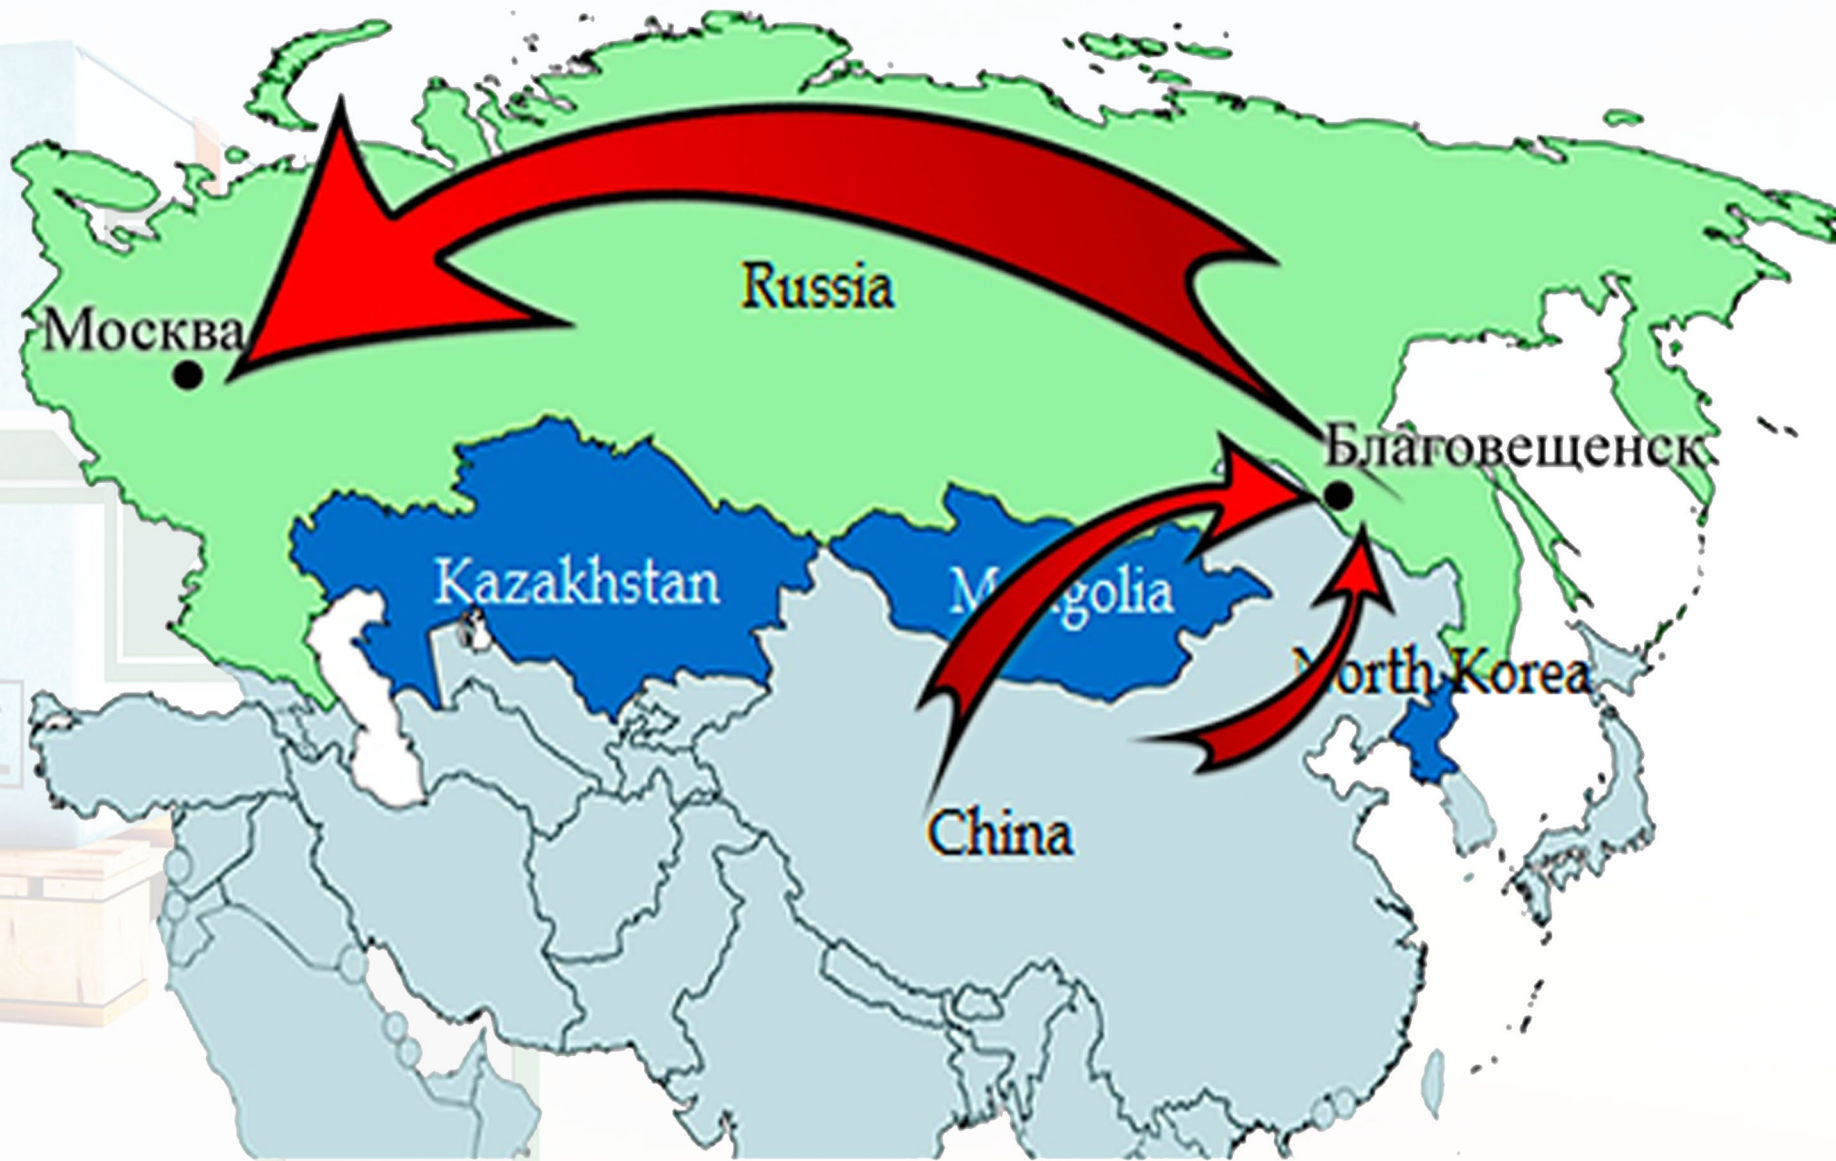 Russia
Москва
Благовещенск
Kazakhstan
Mongolia
North Korea
China